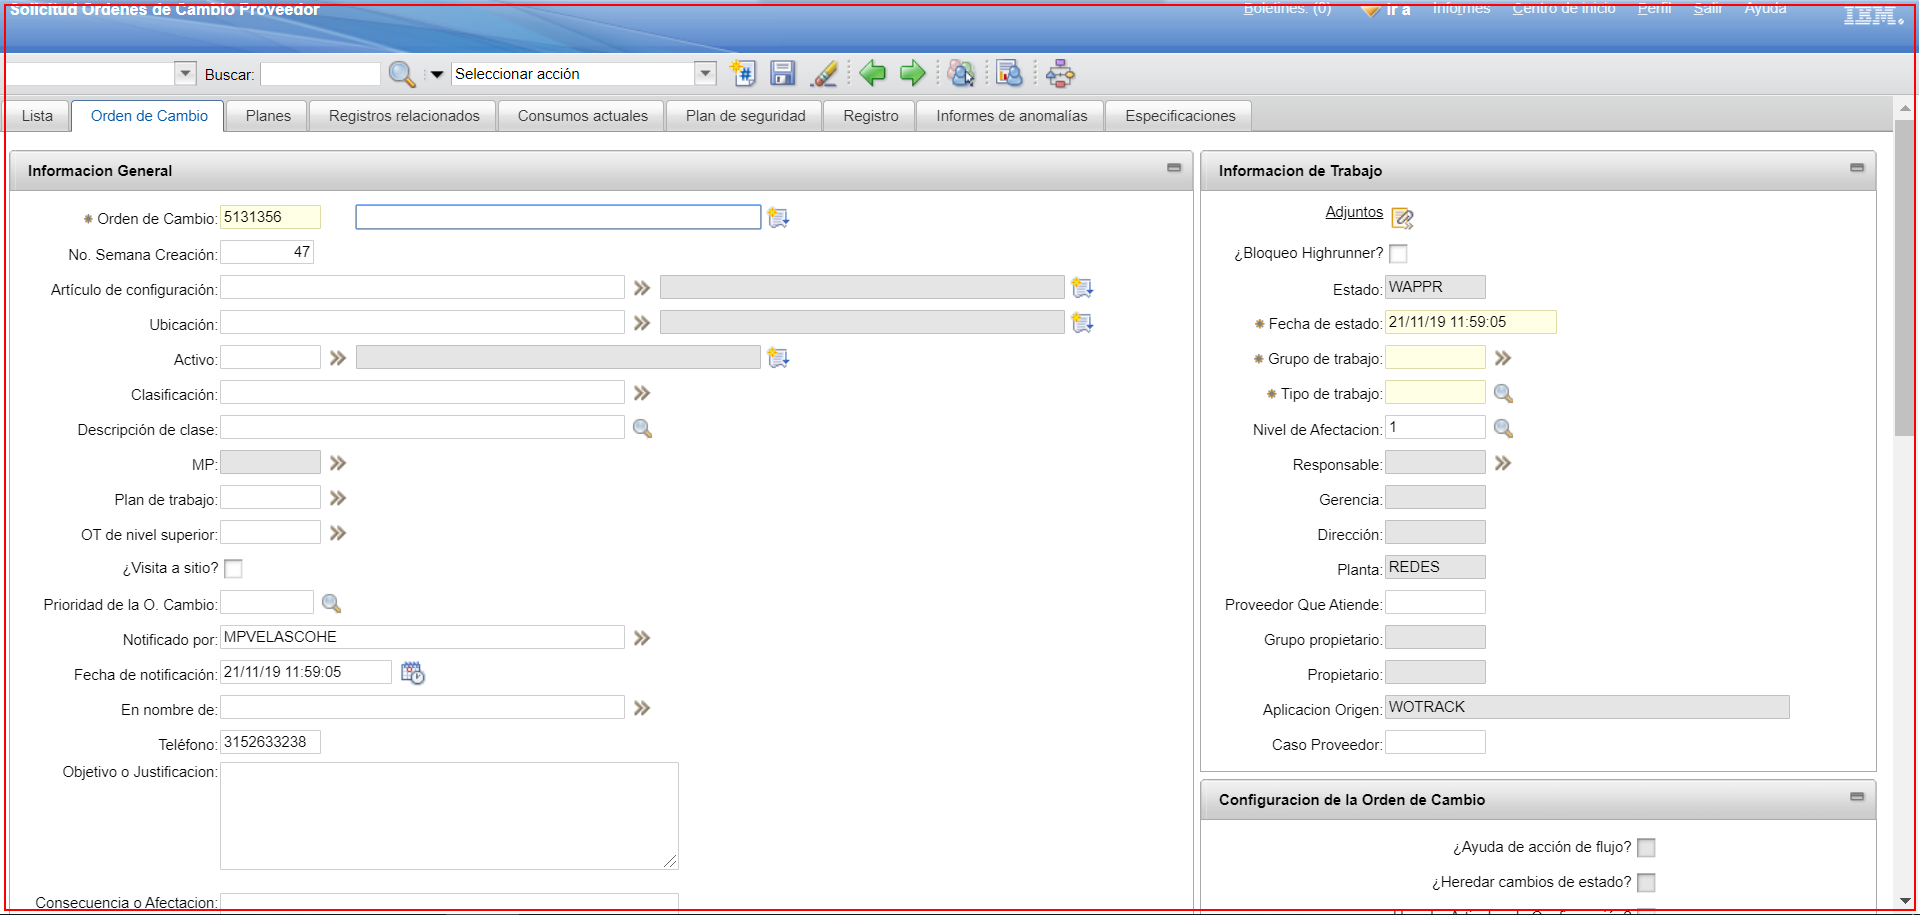 Solicitud Ordenes de Cambio Proveedor
Boletines: (0) Ir a Informes Centro de Inicio Perfil Salir Ayuda IBM.
Buscar: Seleccionar acción
Lista Orden de Cambio Planes Registros relacionados Consumos actuales Plan de seguridad Registro Informes de anomalías Especificaciones
Informacion General
Orden de Cambio: 5131356
No. Semana Creación: 47
Artículo de configuración:
Ubicación:
Activo:
Clasificación:
Descripción de clase:
MP:
Plan de trabajo:
OT de nivel superior:
¿Visita a sitio?
Prioridad de la O. Cambio:
Notificado por: MPVELASCOHE
Fecha de notificación: 21/11/19 11:59:05
En nombre de:
Teléfono: 3152633238
Objetivo o Justificacion:
Consecuencia o Afectacion:
Informacion de Trabajo
Adjuntos
¿Bloqueo Highrunner?
Estado: WAPPR
Fecha de estado: 21/11/19 11:59:05
Grupo de trabajo:
Tipo de trabajo:
Nivel de Afectacion: 1
Responsable:
Gerencia:
Dirección:
Planta: REDES
Proveedor Que Atiende:
Grupo propietario:
Propietario:
Aplicacion Origen: WOTRACK
Caso Proveedor:
Configuracion de la Orden de Cambio
¿Ayuda de acción de flujo?
¿Heredar cambios de estado?